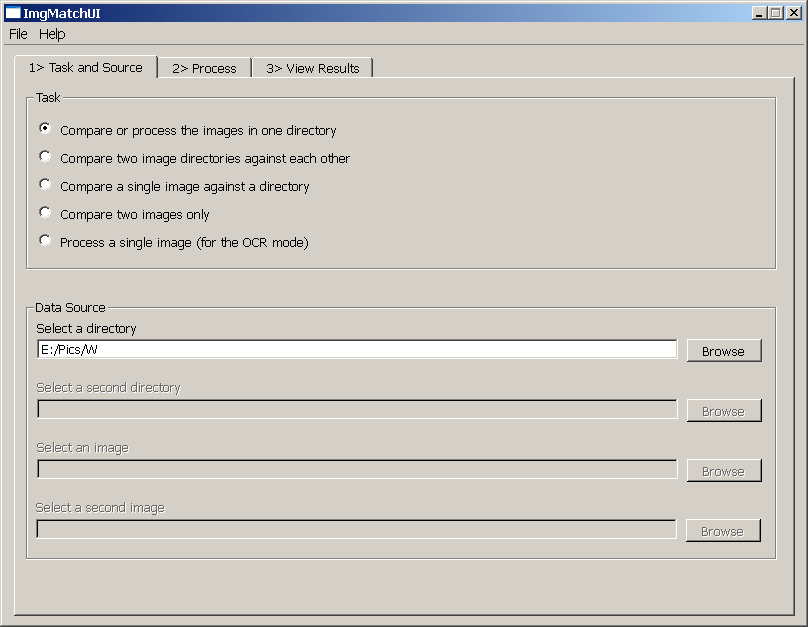 ImgMatchUI
File Help
1> Task and Source 2> Process 3> View Results
Task
Compare or process the images in one directory
Compare two image directories against each other
Compare a single image against a directory
Compare two images only
Process a single image (for the OCR mode)
Data Source
Select a directory
E:/Pics/W Browse
Select a second directory
Browse
Select an image
Browse
Select a second image
Browse